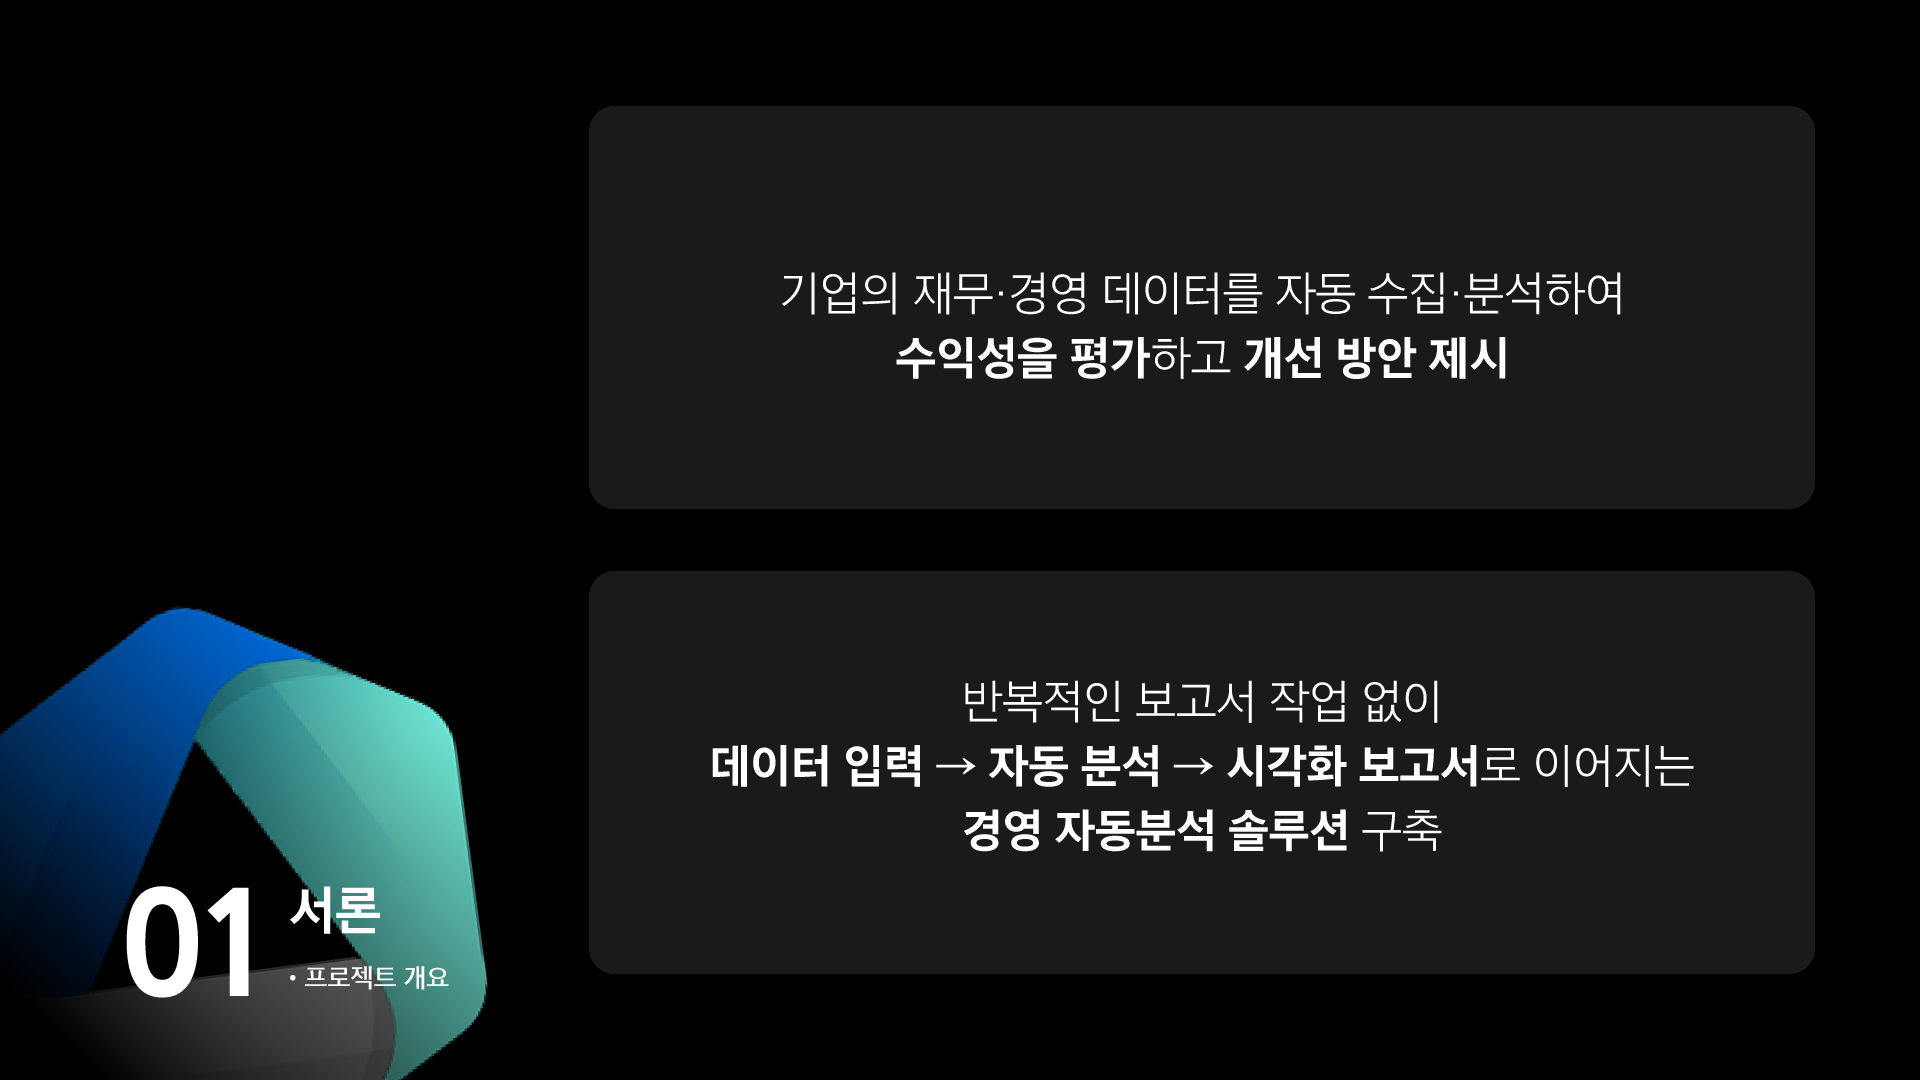 기업의 재무·경영 데이터를 자동 수집·분석하여
수익성을 평가하고 개선 방안 제시
반복적인 보고서 작업 없이
데이터 입력 → 자동 분석 → 시각화 보고서로 이어지는
경영 자동분석 솔루션 구축
01
서론
• 프로젝트 개요